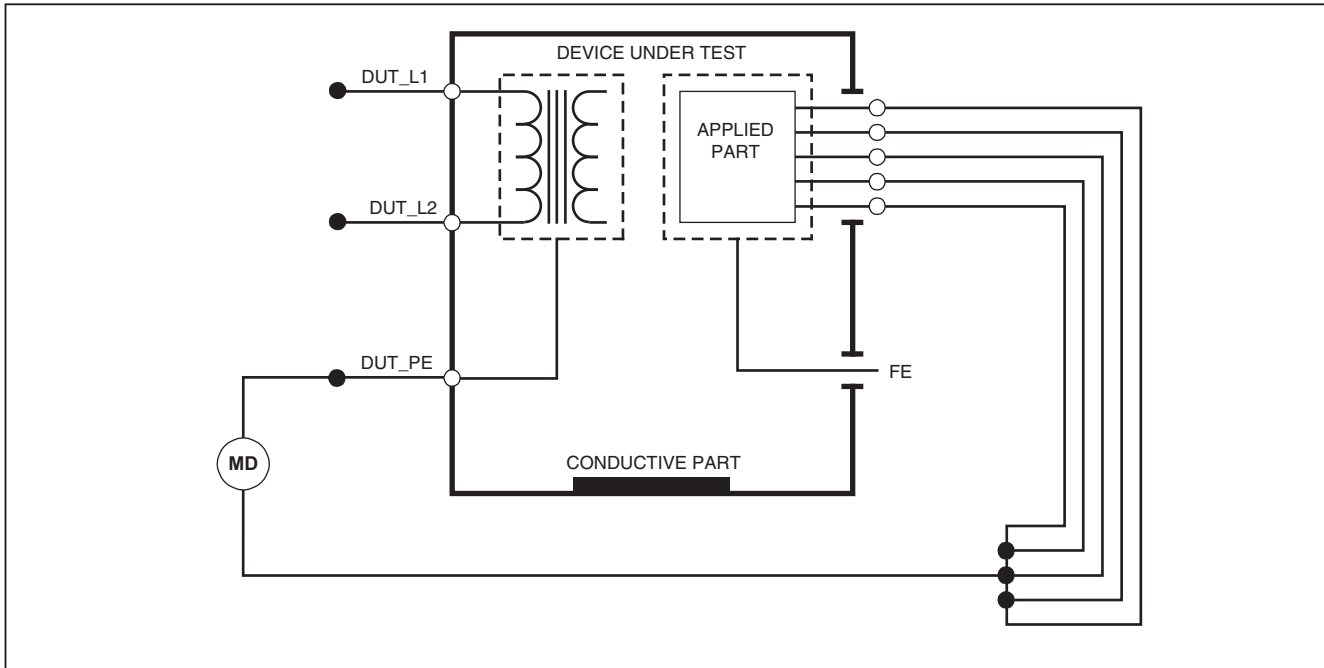 DEVICE UNDER TEST
DUT_L1
APPLIED
PART
DUT_L2
DUT_PE
FE
MD
CONDUCTIVE PART